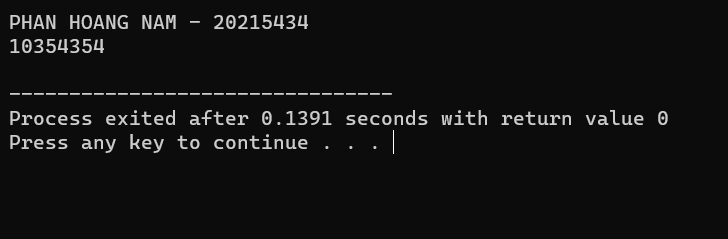 PHAN HOANG NAM - 20215434
10354354
--------------------------------
Process exited after 0.1391 seconds with return value 0
Press any key to continue . . .